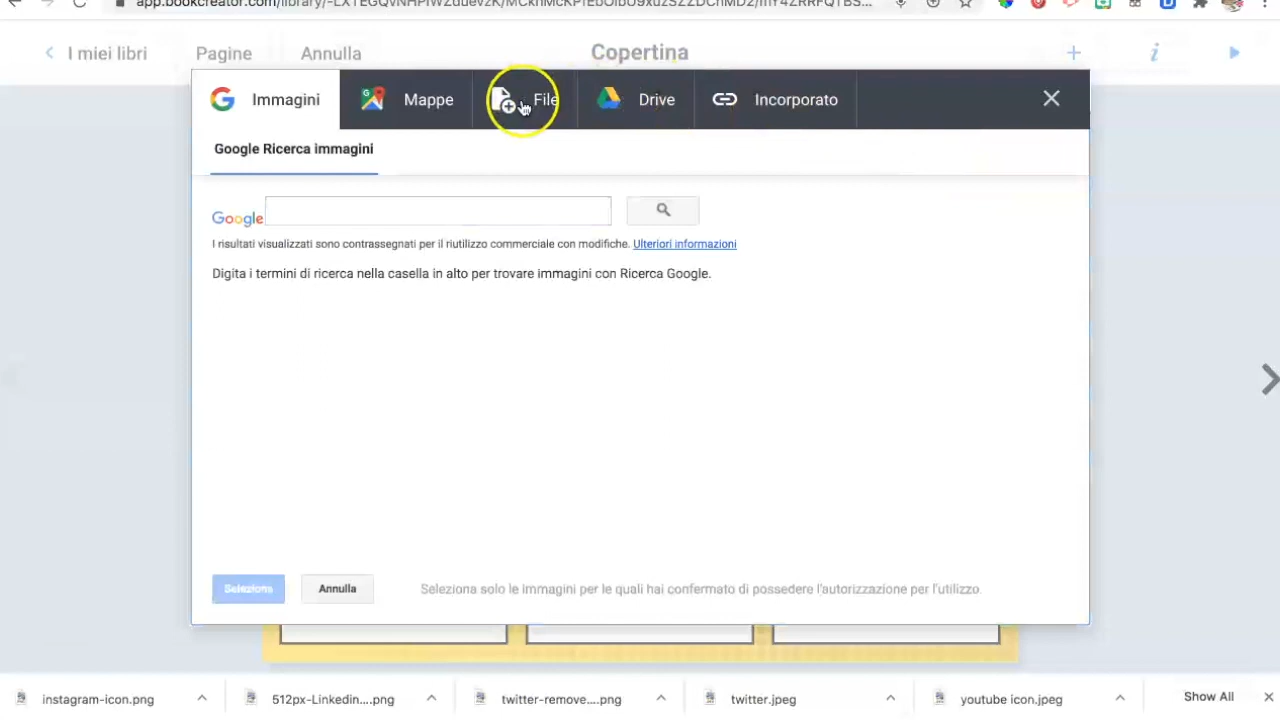 I miei libri Pagine Annulla Copertina
Immagini Mappe File Drive Incorporato
Google Ricerca immagini
Google
I risultati visualizzati sono contrassegnati per il riutilizzo commerciale con modifiche. Ulteriori informazioni
Digita i termini di ricerca nella casella in alto per trovare immagini con Ricerca Google.
Seleziona Annulla Seleziona solo le immagini per le quali hai confermato di possedere l'autorizzazione per l'utilizzo.
instagram-icon.png 512px-Linkedin....png twitter-remove....png twitter.jpeg youtube icon.jpeg Show All